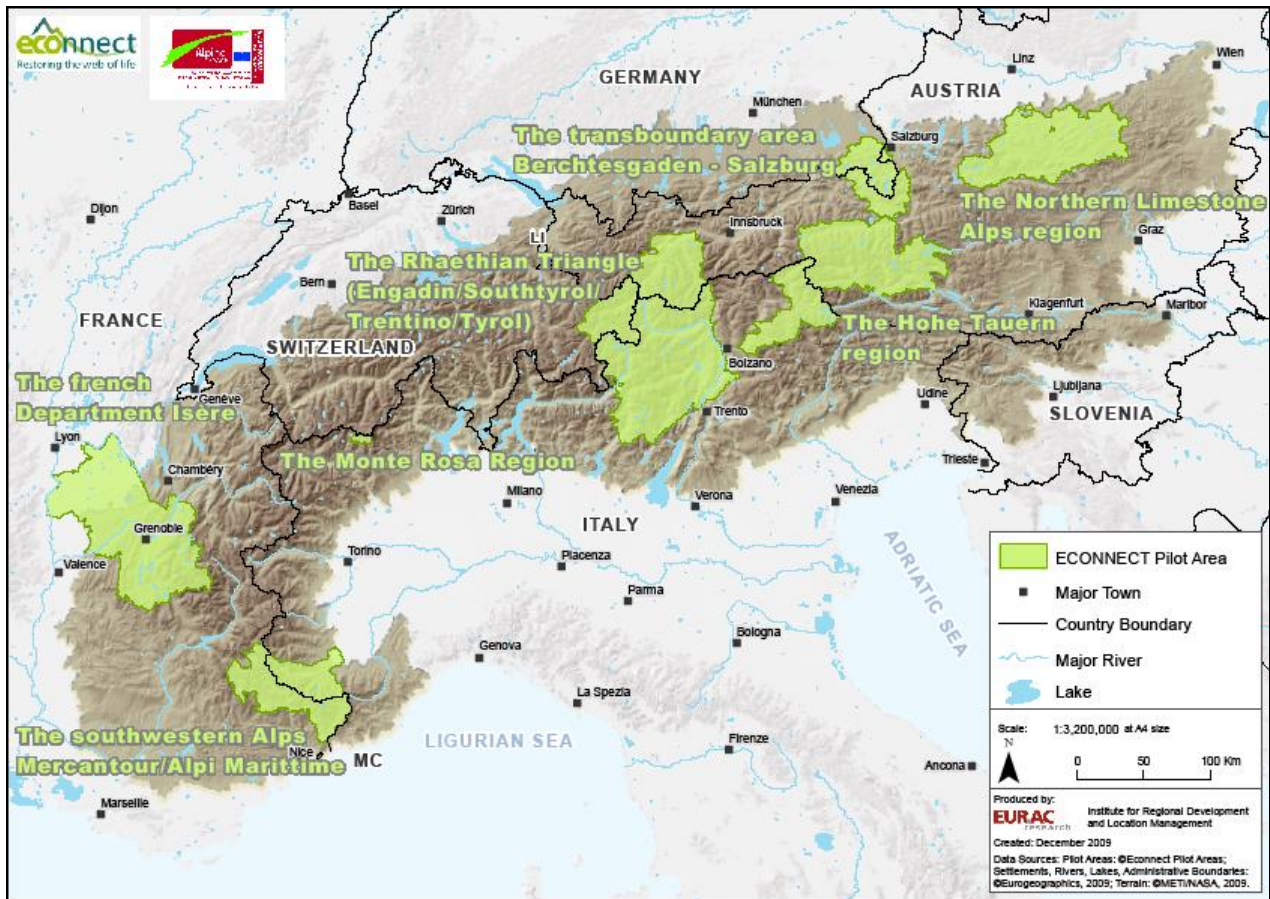 econnect
Restoring the web of life
Alpine
GERMANY
Linz
Wien
AUSTRIA
München
The transboundary area
Berchtesgaden - Salzburg
Salzburg
Dijon
Basel
Zürich
Innsbruck
The Northern Limestone
Alps region
Graz
LI
Bern
The Rhaethian Triangle
(Engadin/Southtyrol/
Trentino/Tyrol)
FRANCE
SWITZERLAND
Klagenfurt
Maribor
The Hohe Tauern
region
Bolzano
The french
Department Isère
Genéve
Trento
Udine
Ljubljana
SLOVENIA
Lyon
Chambéry
The Monte Rosa Region
Trieste
Milano
Verona
Venezia
ITALY
Grenoble
Valence
Torino
Piacenza
Parma
ADRIATIC SEA
Bologna
Genova
La Spezia
The southwestern Alps
Mercantour/Alpi Marittime
Nice
MC
LIGURIAN SEA
Firenze
Ancona
Marseille
ECONNECT Pilot Area
Major Town
Country Boundary
Major River
Lake
Scale: 1:3,200,000 at A4 size
N
0 50 100 Km
Produced by:
EURAC
research
Institute for Regional Development
and Location Management
Created: December 2009
Data Sources: Pilot Areas: ©Econnect Pilot Areas;
Settlements, Rivers, Lakes, Administrative Boundaries:
©Eurogeographics, 2009; Terrain: ©METI/NASA, 2009.